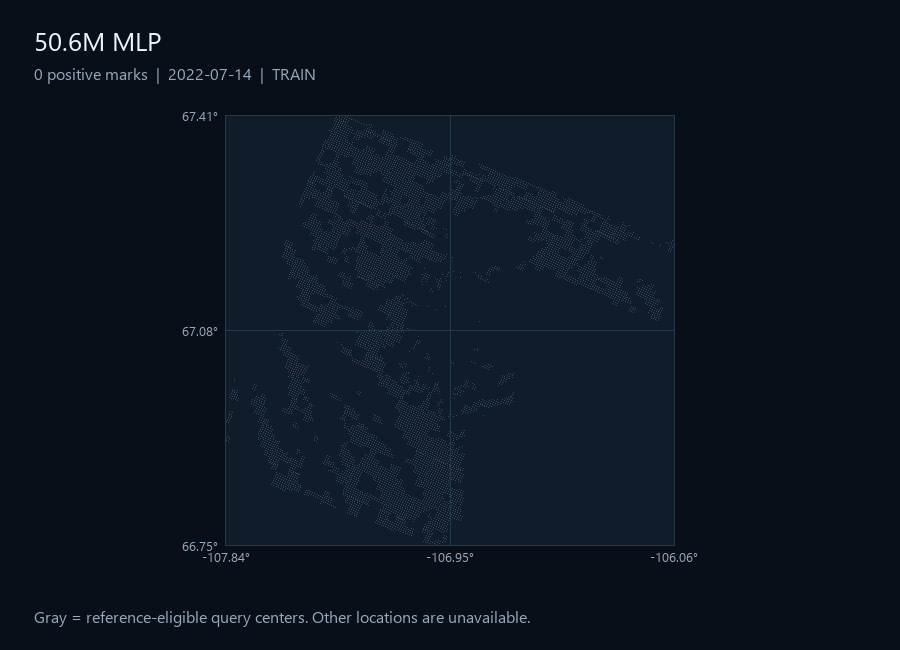 50.6M MLP
0 positive marks | 2022-07-14 | TRAIN
67.41°
67.08°
66.75°
-107.84° -106.95° -106.06°
Gray = reference-eligible query centers. Other locations are unavailable.